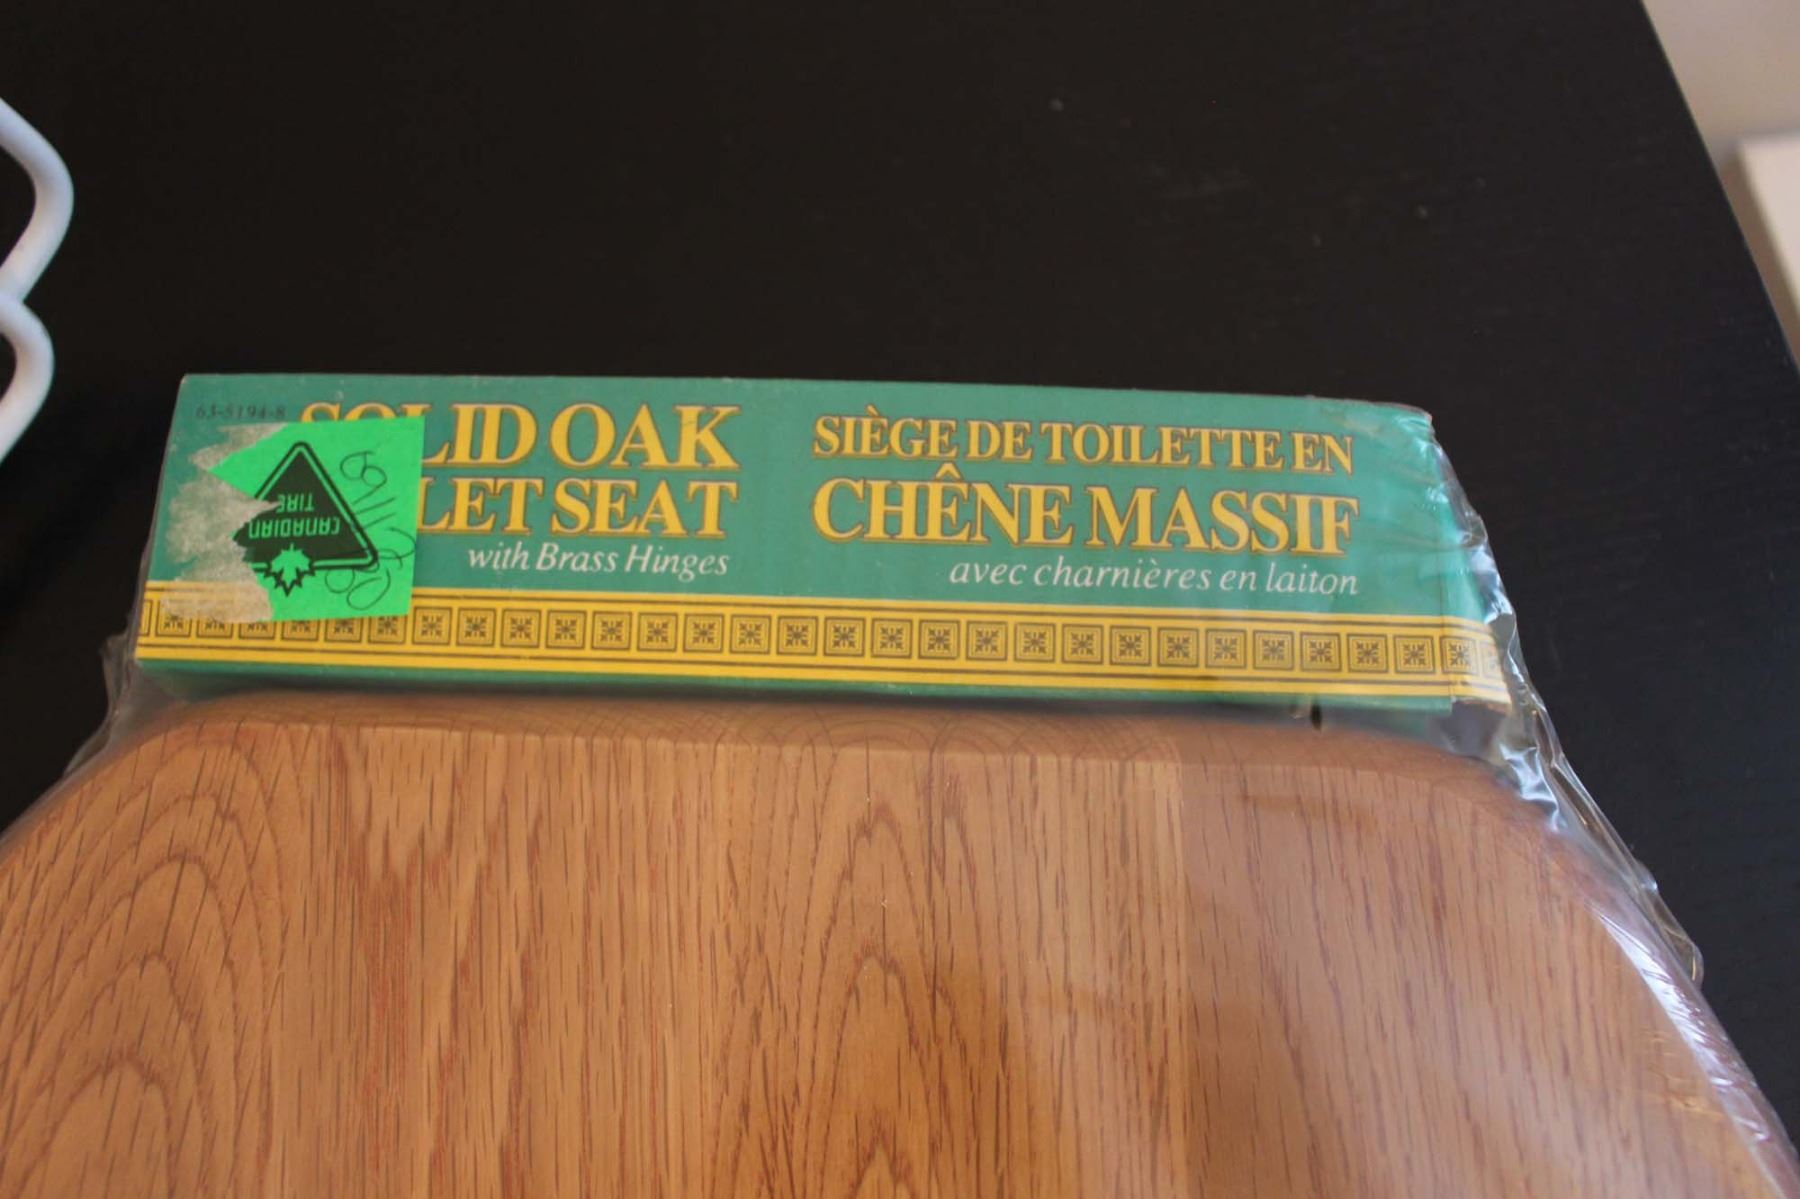 63-5194-8
SOLID OAK
LET SEAT
with Brass Hinges
SIÈGE DE TOILETTE EN
CHÊNE MASSIF
avec charnières en laiton
CANADIAN
TIRE